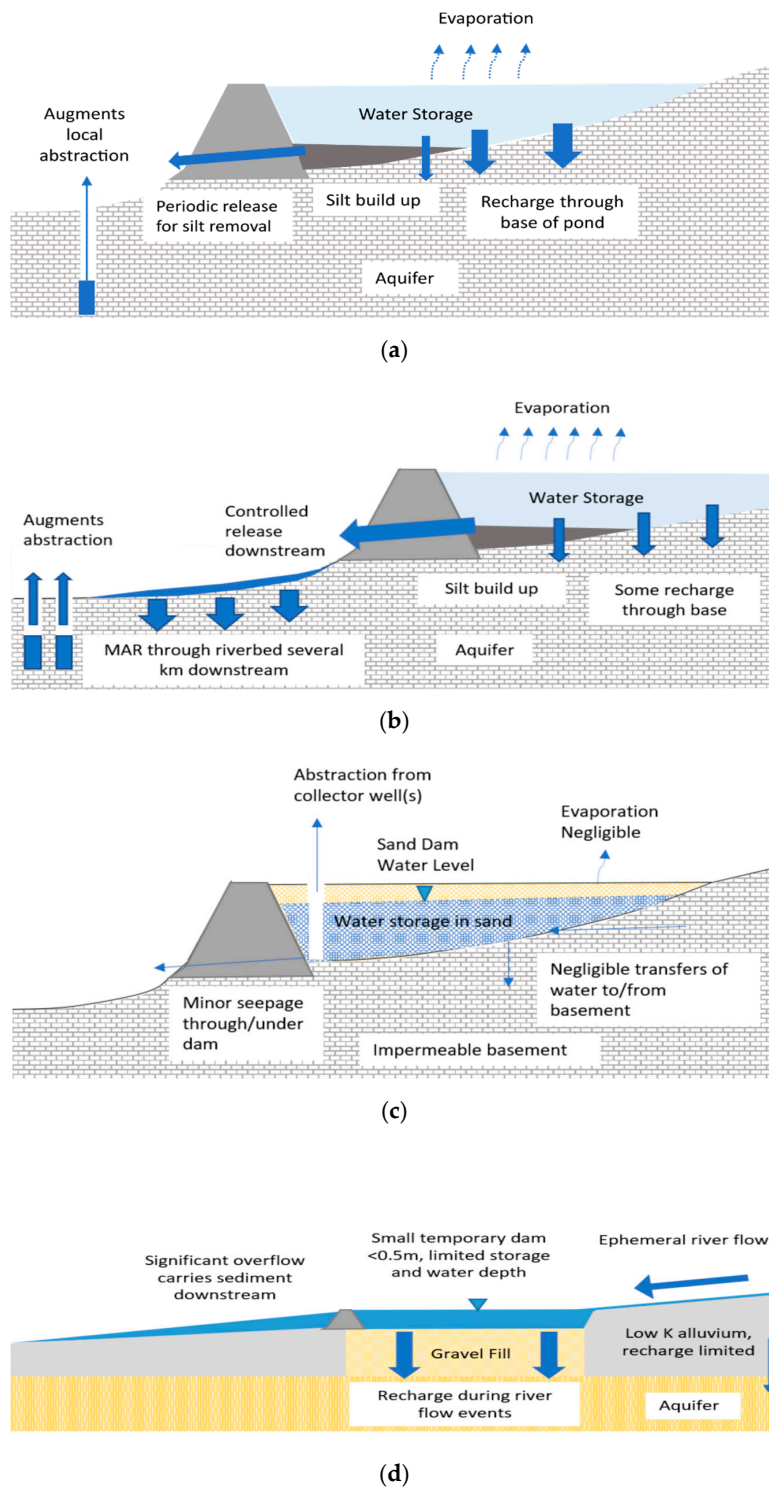 Evaporation
Augments
local
abstraction
Water Storage
Periodic release
for silt removal
Silt build up
Recharge through
base of pond
Aquifer
(a)
Evaporation
Augments
abstraction
Controlled
release
downstream
Water Storage
Silt build up
Some recharge
through base
MAR through riverbed several
km downstream
Aquifer
(b)
Abstraction from
collector well(s)
Evaporation
Negligible
Sand Dam
Water Level
Water storage in sand
Minor seepage
through/under
dam
Negligible transfers of
water to/from
basement
Impermeable basement
(c)
Significant overflow
carries sediment
downstream
Small temporary dam
<0.5m, limited storage
and water depth
Ephemeral river flow
Low K alluvium,
recharge limited
Gravel Fill
Recharge during river
flow events
Aquifer
(d)